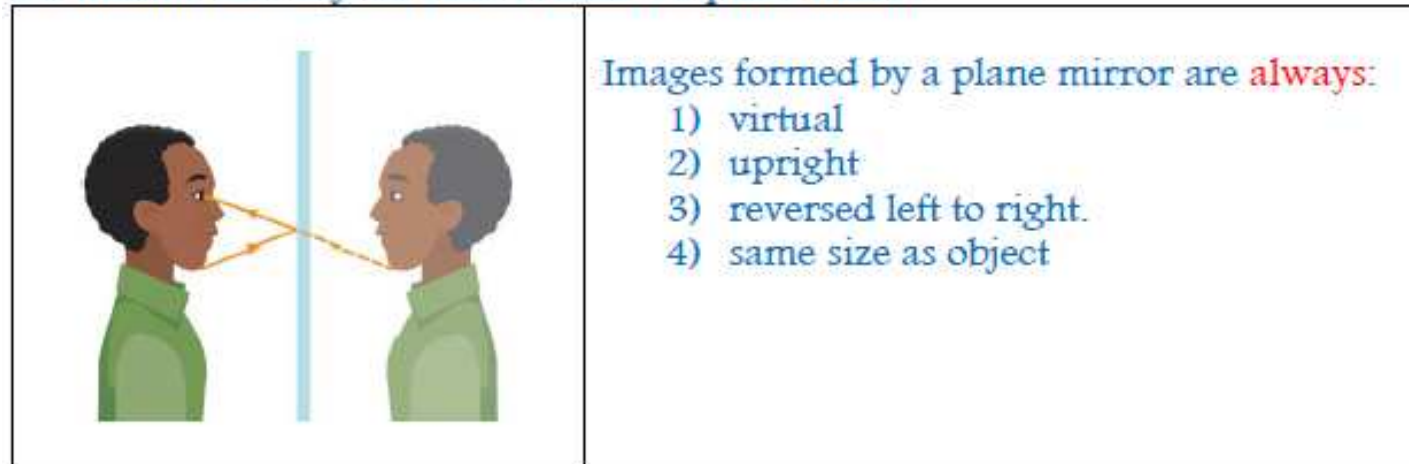 Images formed by a plane mirror are always:
1) virtual
2) upright
3) reversed left to right.
4) same size as object